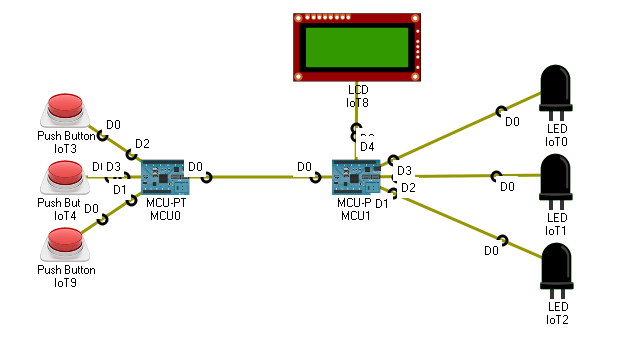 LCD
IoT8
D4
D0
Push Button
IoT3
D2
D0
LED
IoT0
D3
D0
Push But
IoT4
D1
MCU-PT
MCU0
D0
D0
MCU-P
MCU1
D3
D2
D1
D0
LED
IoT1
D0
Push Button
IoT9
D0
LED
IoT2